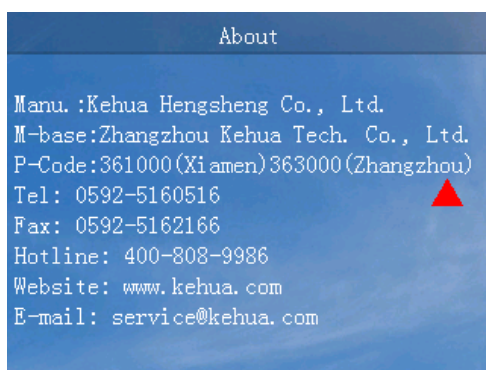 About
Manu.:Kehua Hengsheng Co., Ltd.
M-base:Zhangzhou Kehua Tech. Co., Ltd.
P-Code:361000(Xiamen)363000(Zhangzhou)
Tel: 0592-5160516
Fax: 0592-5162166
Hotline: 400-808-9986
Website: www.kehua.com
E-mail: service@kehua.com